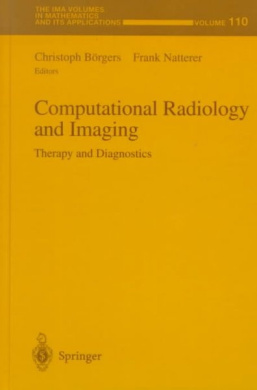 THE IMA VOLUMES
IN MATHEMATICS
AND ITS APPLICATIONS
VOLUME 110
Christoph Börgers Frank Natterer
Editors
Computational Radiology
and Imaging
Therapy and Diagnostics
Springer